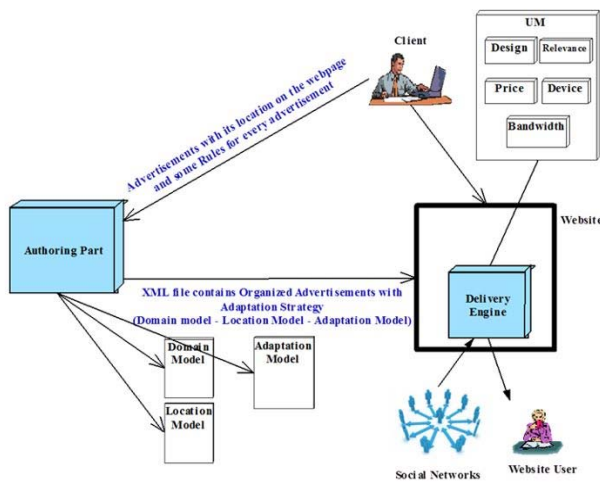 UM
Design
Relevance
Price
Device
Bandwidth
Client
Advertisements with its location on the webpage
and some Rules for every advertisement
Website
Authoring Part
XML file contains Organized Advertisements with
Adaptation Strategy
(Domain model - Location Model - Adaptation Model)
Delivery
Engine
Domain
Model
Adaptation
Model
Location
Model
Social Networks
Website User